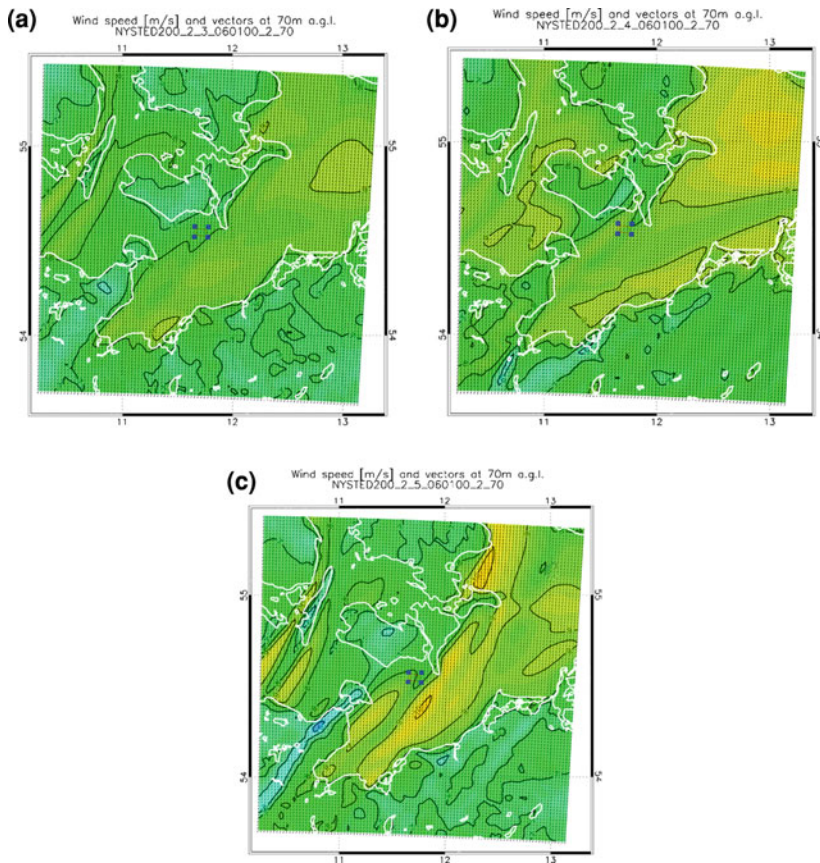 (a)
Wind speed [m/s] and vectors at 70m a.g.l.
NYSTED200_2_3_060100_2_70
11 12 13
55 55
54 54
11 12 13
(b)
Wind speed [m/s] and vectors at 70m a.g.l.
NYSTED200_2_4_060100_2_70
11 12 13
55
54
11 12 13
(c)
Wind speed [m/s] and vectors at 70m a.g.l.
NYSTED200_2_5_060100_2_70
11 12 13
55 55
54 54
11 12 13